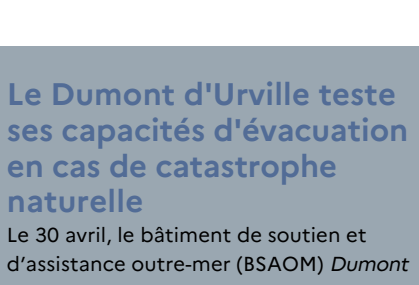 Le Dumont d'Urville teste
ses capacités d'évacuation
en cas de catastrophe
naturelle
Le 30 avril, le bâtiment de soutien et
d’assistance outre-mer (BSAOM) Dumont